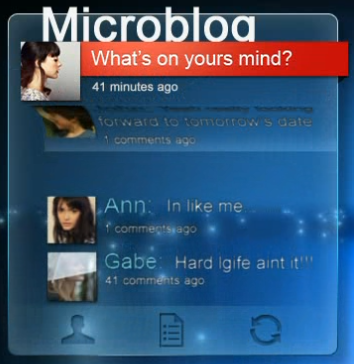 Microblog
What's on yours mind?
41 minutes ago
forward to tomorrow's date
1 comments ago
Ann: In like me
1 comments ago
Gabe: Hard lgife aint it'''
41 comments ago